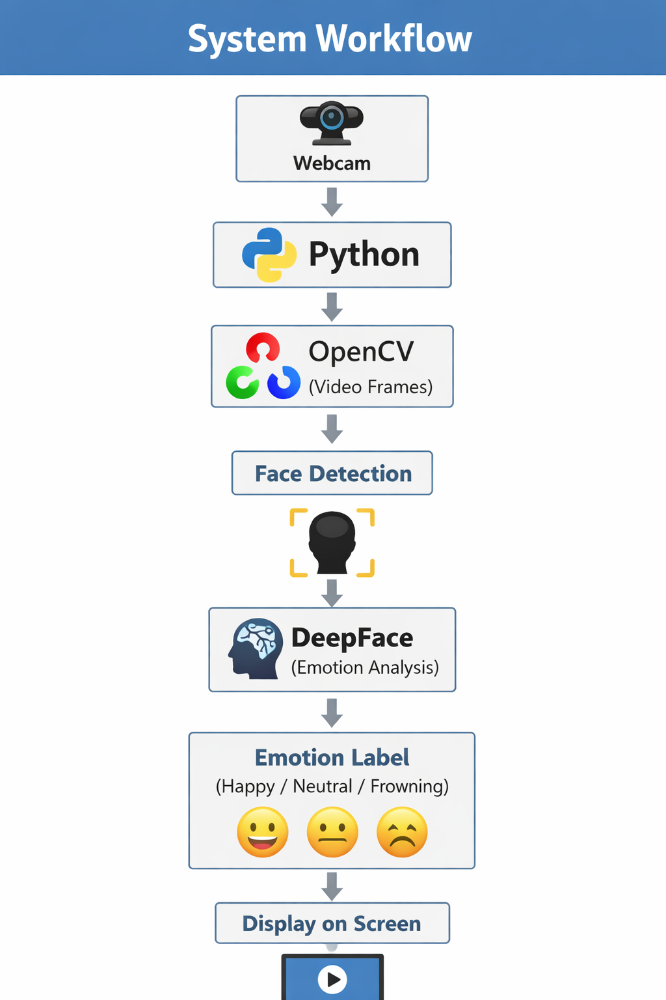 System Workflow
Webcam
Python
OpenCV
(Video Frames)
Face Detection
DeepFace
(Emotion Analysis)
Emotion Label
(Happy / Neutral / Frowning)
Display on Screen